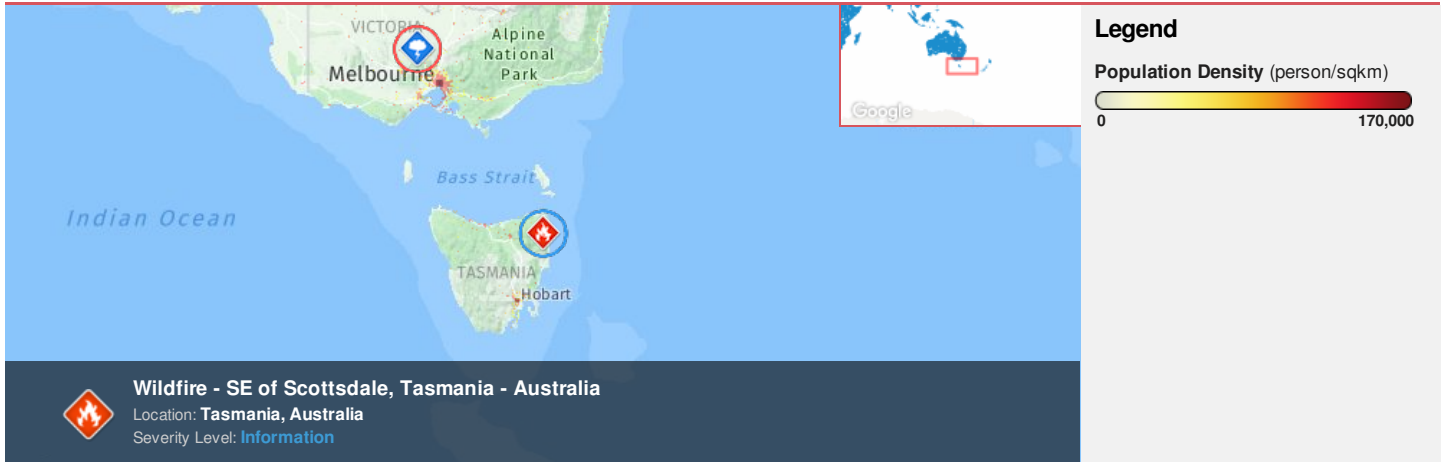 VICTORIA
Alpine
National
Park
Melbourne
Bass Strait
Indian Ocean
TASMANIA
Hobart
Google
Legend
Population Density (person/sqkm)
0 170,000
Wildfire - SE of Scottsdale, Tasmania - Australia
Location: Tasmania, Australia
Severity Level: Information